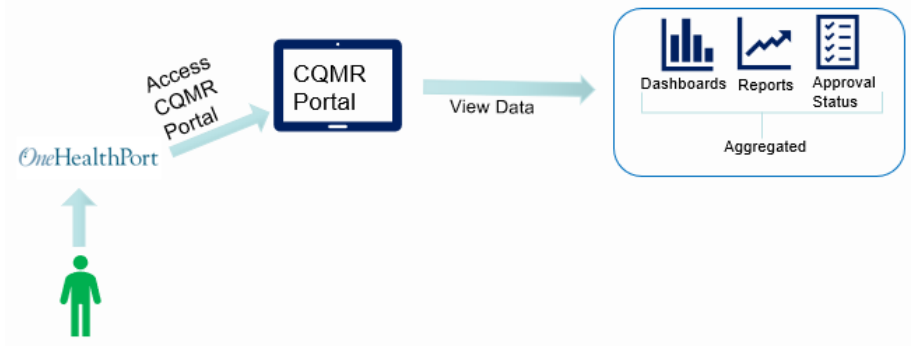 OneHealthPort
Access
CQMR
Portal
CQMR
Portal
View Data
Dashboards
Reports
Approval
Status
Aggregated